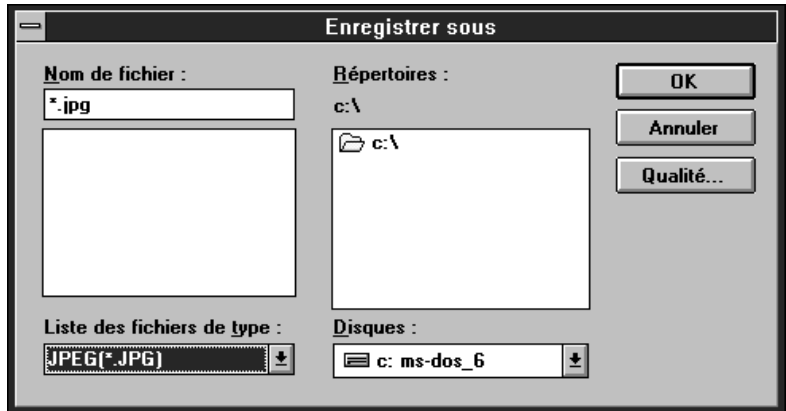 Enregistrer sous
Nom de fichier :
*.jpg
Répertoires :
c:\
c:\
OK
Annuler
Qualité...
Liste des fichiers de type :
JPEG(*.JPG)
Disques :
c: ms-dos_6